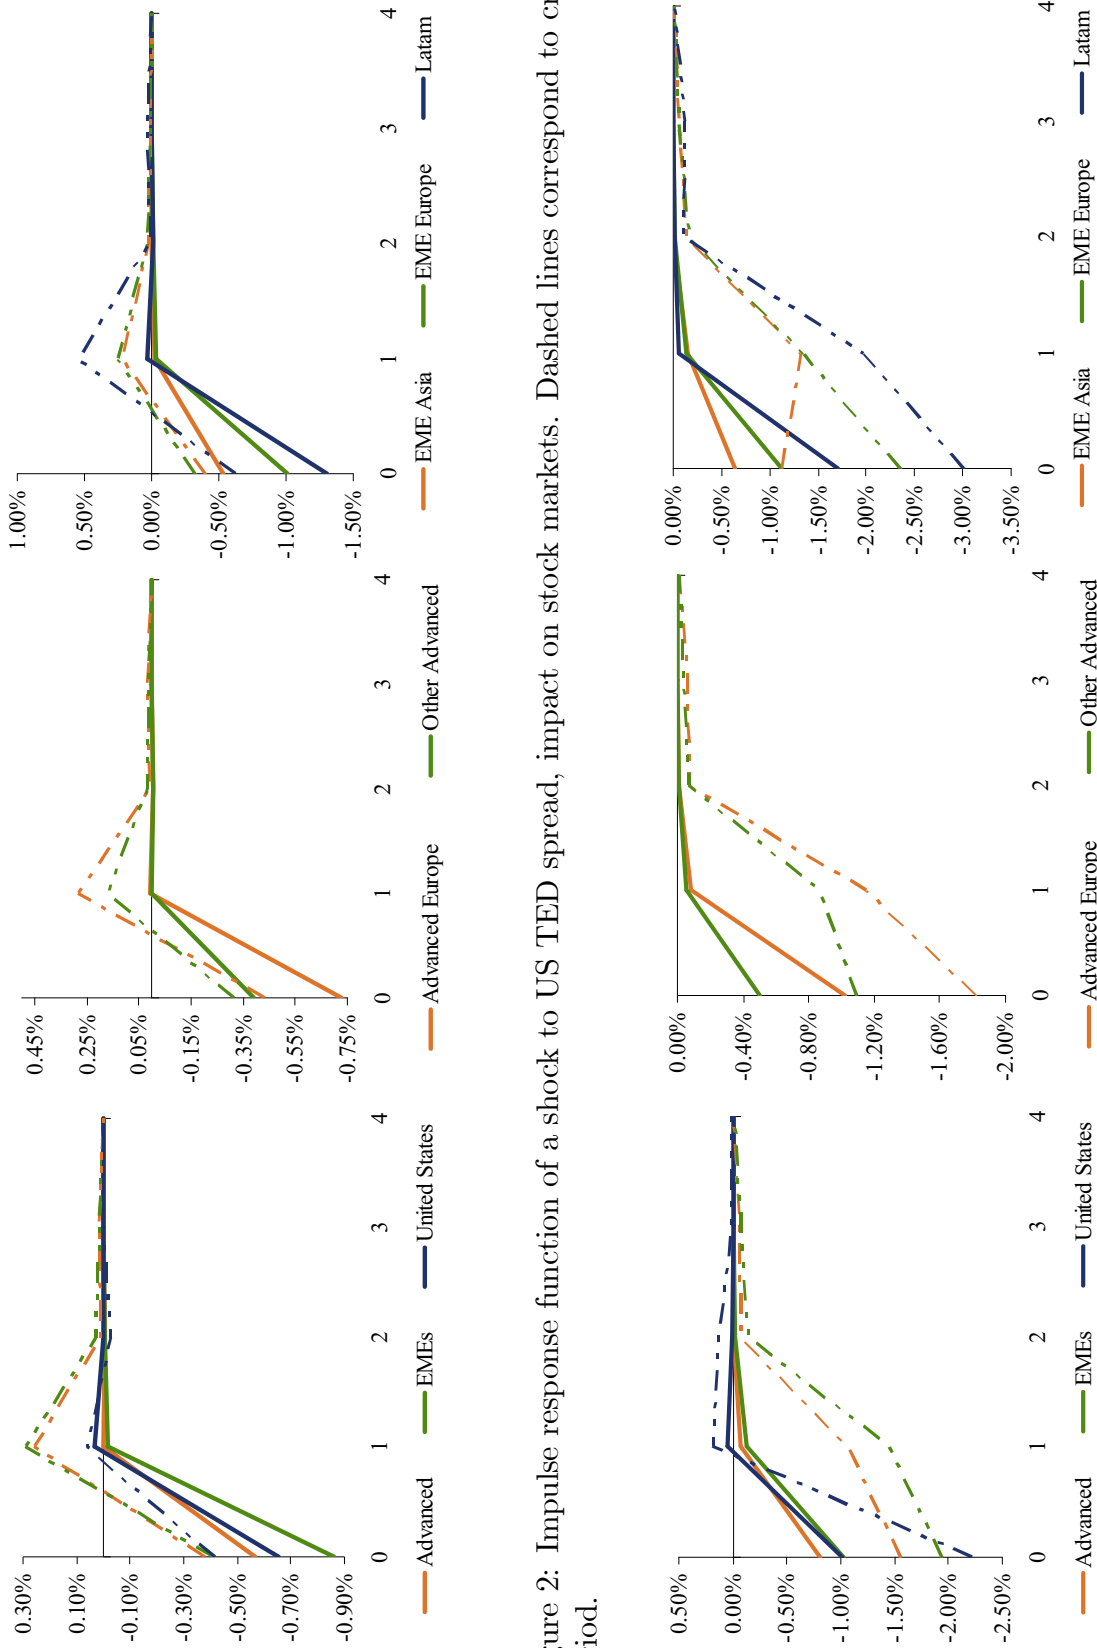 0.30%
0.10%
-0.10%
-0.30%
-0.50%
-0.70%
-0.90%
0 1 2 3 4
Advanced EMEs United States
0.45%
0.25%
0.05%
-0.15%
-0.35%
-0.55%
-0.75%
0 1 2 3 4
Advanced Europe Other Advanced
1.00%
0.50%
0.00%
-0.50%
-1.00%
-1.50%
0 1 2 3 4
EME Asia EME Europe Latam
gure 2: Impulse response function of a shock to US TED spread, impact on stock markets. Dashed lines correspond to cr
riod.
0.50%
0.00%
-0.50%
-1.00%
-1.50%
-2.00%
-2.50%
0 1 2 3 4
Advanced EMEs United States
0.00%
-0.40%
-0.80%
-1.20%
-1.60%
-2.00%
0 1 2 3 4
Advanced Europe Other Advanced
0.00%
-0.50%
-1.00%
-1.50%
-2.00%
-2.50%
-3.00%
-3.50%
0 1 2 3 4
EME Asia EME Europe Latam